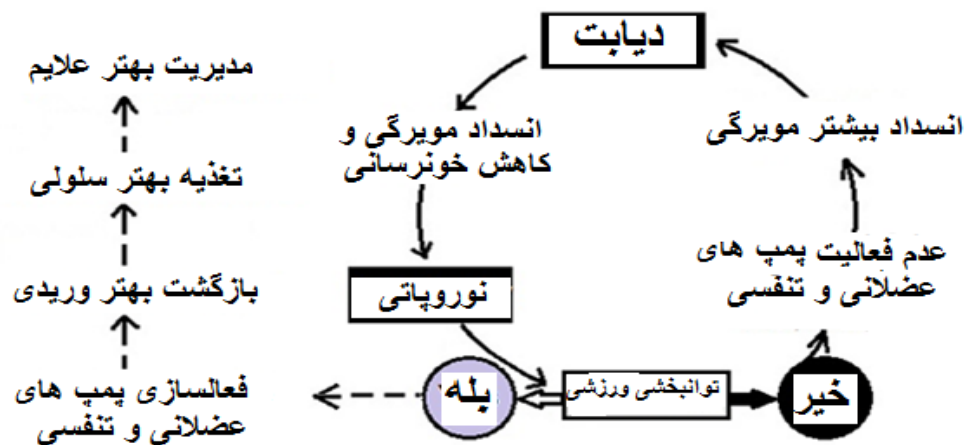 دیابت
انسداد مویرگی و
کاهش خونرسانی
نوروپاتی
توانبخشی ورزشی
خیر
عدم فعالیت پمپ های
عضلانی و تنفسی
انسداد بیشتر مویرگی
بله
فعالسازی پمپ های
عضلانی و تنفسی
بازگشت بهتر وریدی
تغذیه بهتر سلولی
مدیریت بهتر علایم